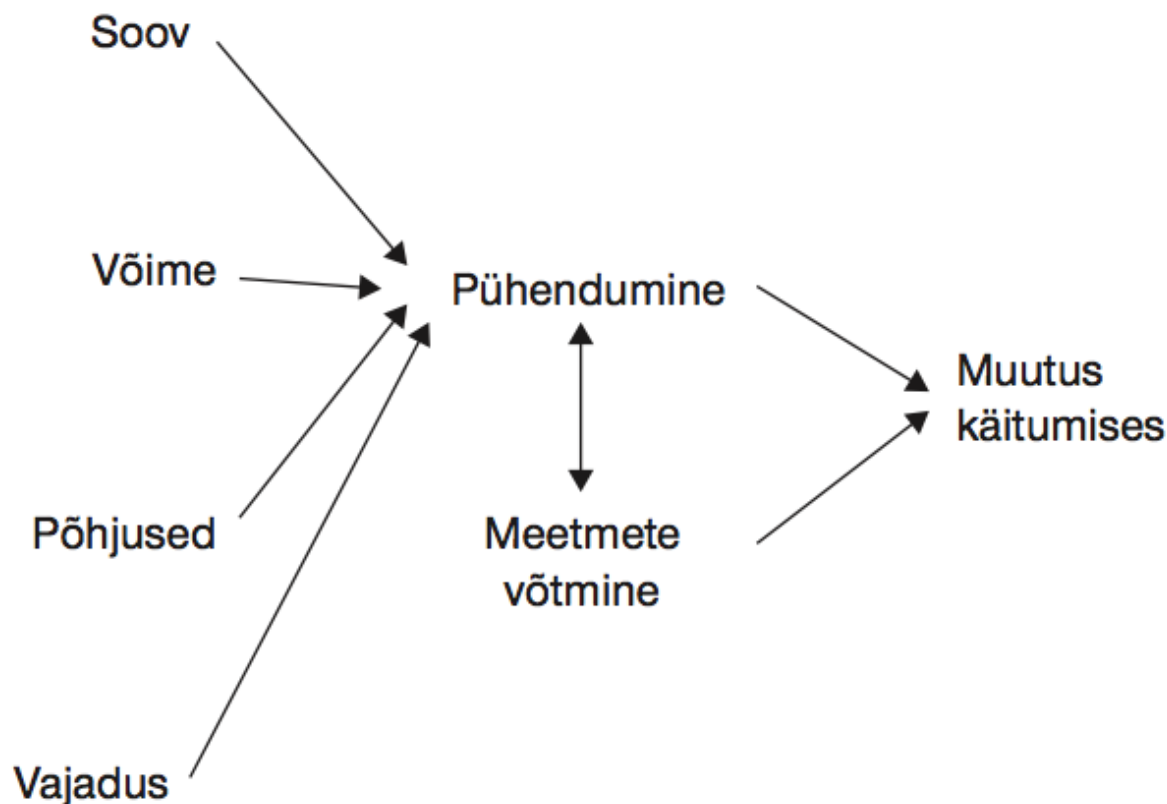 Soov
Võime
Pühendumine
Muutus
käitumises
Põhjused
Meetmete
võtmine
Vajadus